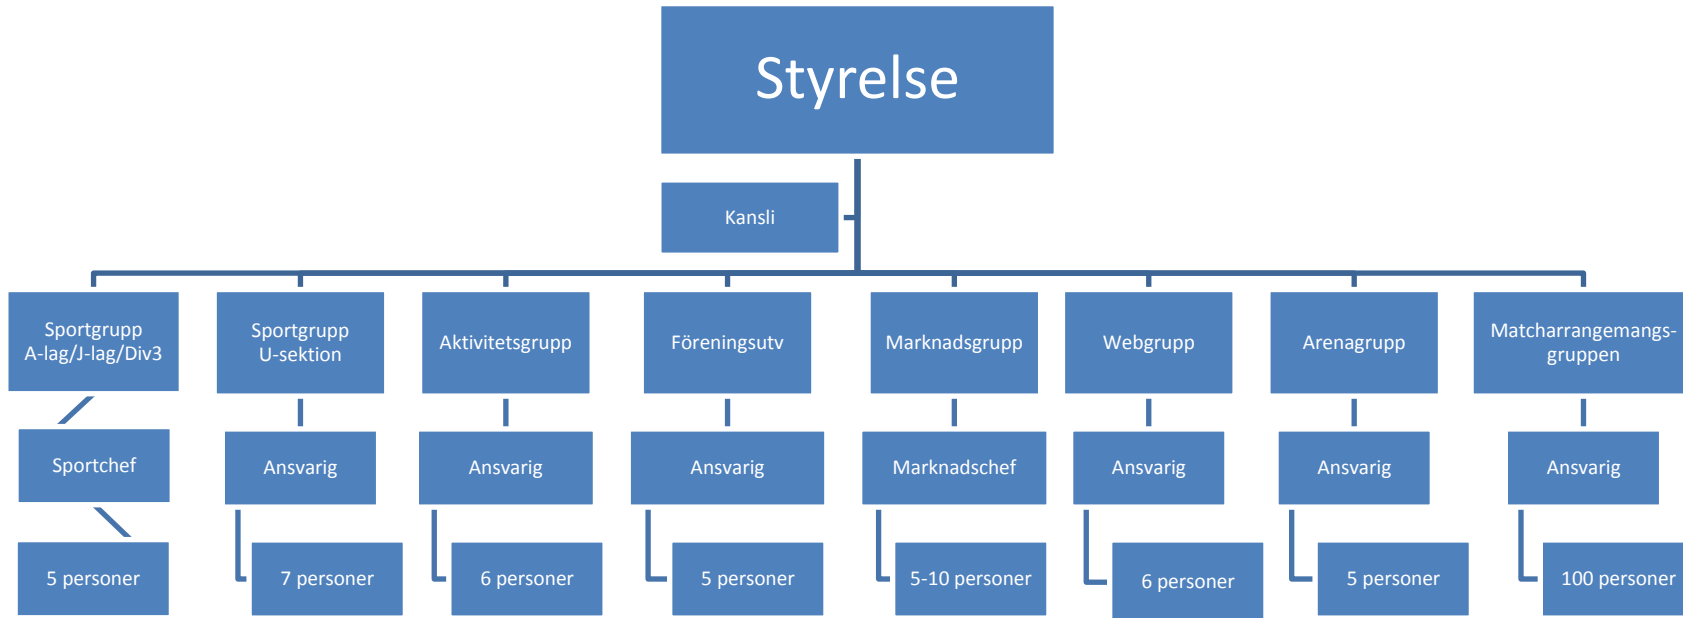 Styrelse
Kansli
Sportgrupp
A-lag/J-lag/Div3
Sportgrupp
U-sektion
Aktivitetsgrupp
Föreningsutv
Marknadsgrupp
Webgrupp
Arenagrupp
Matcharrangemangs-
gruppen
Sportchef
Ansvarig
Ansvarig
Ansvarig
Marknadschef
Ansvarig
Ansvarig
Ansvarig
5 personer
7 personer
6 personer
5 personer
5-10 personer
6 personer
5 personer
100 personer